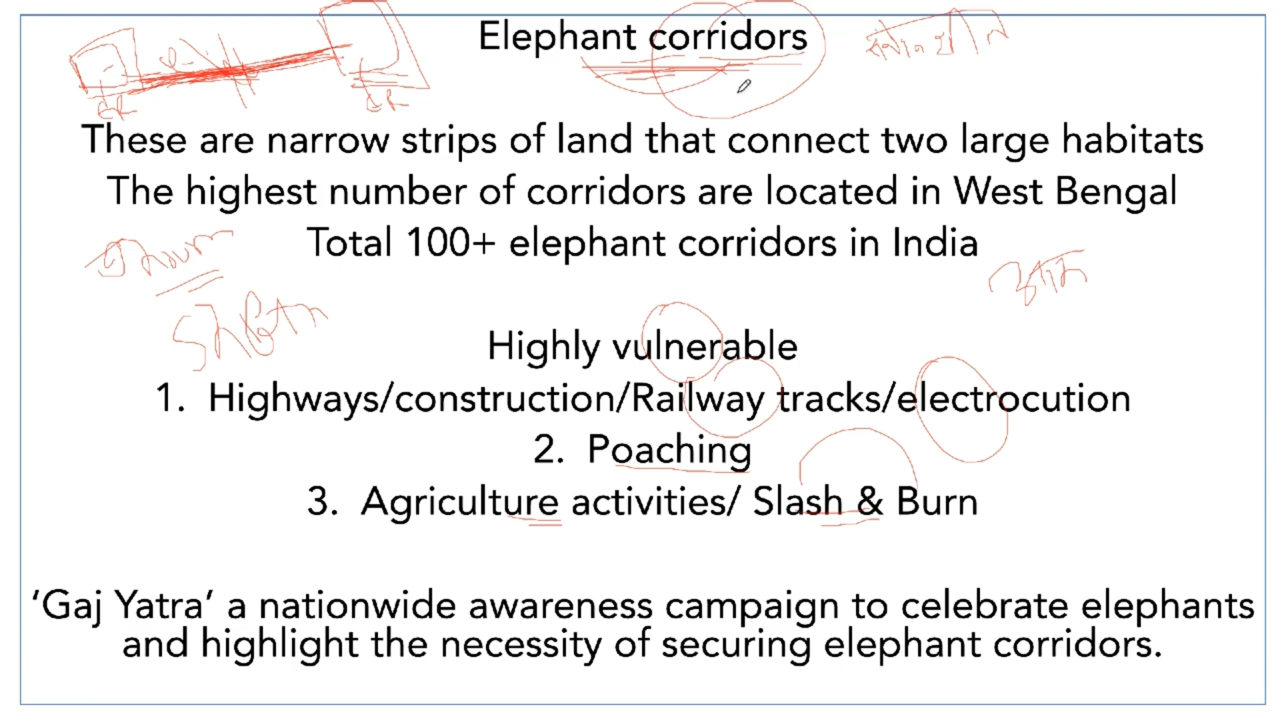 Elephant corridors
ER
ER
These are narrow strips of land that connect two large habitats
The highest number of corridors are located in West Bengal
Total 100+ elephant corridors in India
Highly vulnerable
1. Highways/construction/Railway tracks/electrocution
2. Poaching
3. Agriculture activities/ Slash & Burn
‘Gaj Yatra’ a nationwide awareness campaign to celebrate elephants
and highlight the necessity of securing elephant corridors.